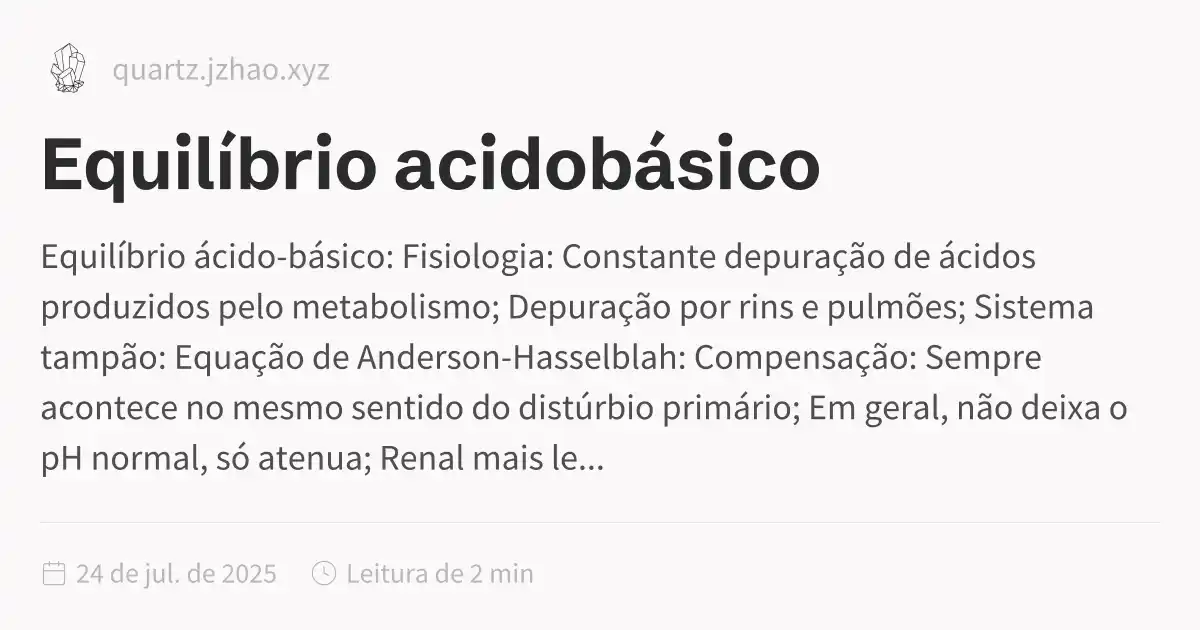 quartz.jzhao.xyz
Equilíbrio acidobásico
Equilíbrio ácido-básico: Fisiologia: Constante depuração de ácidos
produzidos pelo metabolismo; Depuração por rins e pulmões; Sistema
tampão: Equação de Anderson-Hasselblah: Compensação: Sempre
acontece no mesmo sentido do distúrbio primário; Em geral, não deixa o
pH normal, só atenua; Renal mais le...
24 de jul. de 2025 Leitura de 2 min